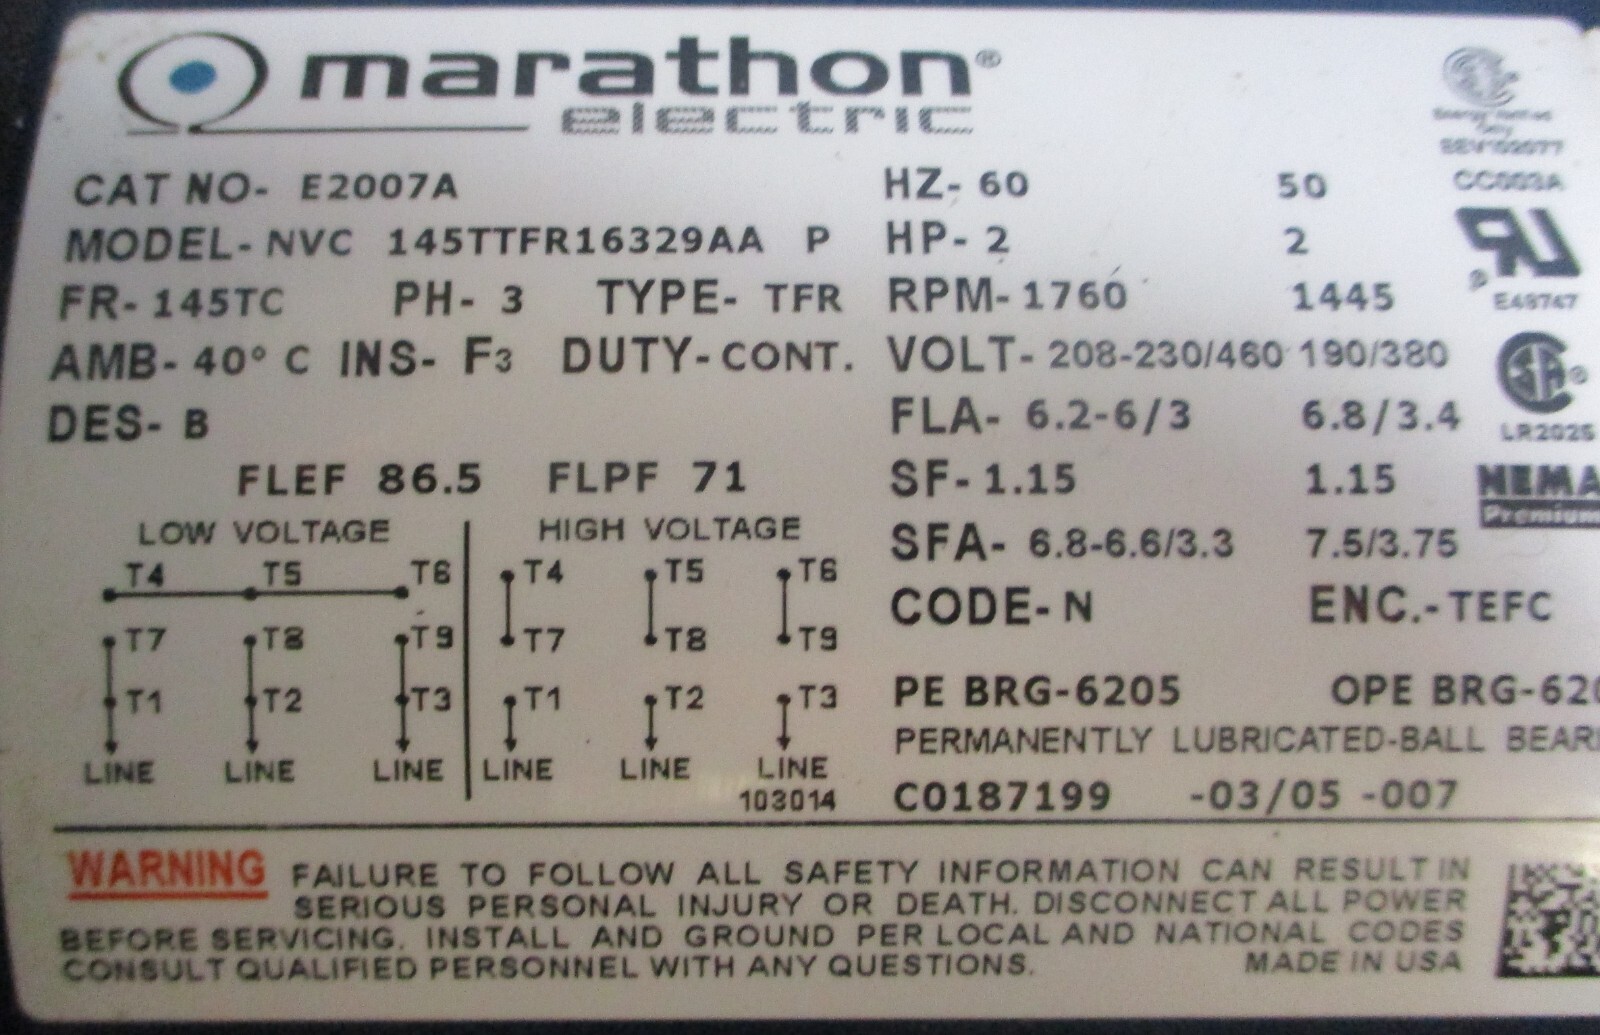 marathon®
electric
CAT NO- E2007A
MODEL- NVC 145TTFR16329AA P
FR- 145TC PH- 3 TYPE- TFR
AMB- 40° C INS- F3 DUTY- CONT.
DES- B
FLEF 86.5 FLPF 71
HZ- 60 50
HP- 2 2
RPM- 1760 1445
VOLT- 208-230/460 190/380
FLA- 6.2-6/3 6.8/3.4
SF- 1.15 1.15
SFA- 6.8-6.6/3.3 7.5/3.75
CODE- N ENC.- TEFC
PE BRG-6205 OPE BRG-620
PERMANENTLY LUBRICATED-BALL BEAR
C0187199 -03/05 -007
LOW VOLTAGE
T4 T5 T6
T7 T8 T9
T1 T2 T3
LINE LINE LINE
HIGH VOLTAGE
T4 T5 T6
T7 T8 T9
T1 T2 T3
LINE LINE LINE
103014
Energy Verified
CC003A
E49747
LR2025
NEMA
Premium
WARNING FAILURE TO FOLLOW ALL SAFETY INFORMATION CAN RESULT IN
SERIOUS PERSONAL INJURY OR DEATH. DISCONNECT ALL POWER
BEFORE SERVICING. INSTALL AND GROUND PER LOCAL AND NATIONAL CODES
CONSULT QUALIFIED PERSONNEL WITH ANY QUESTIONS. MADE IN USA